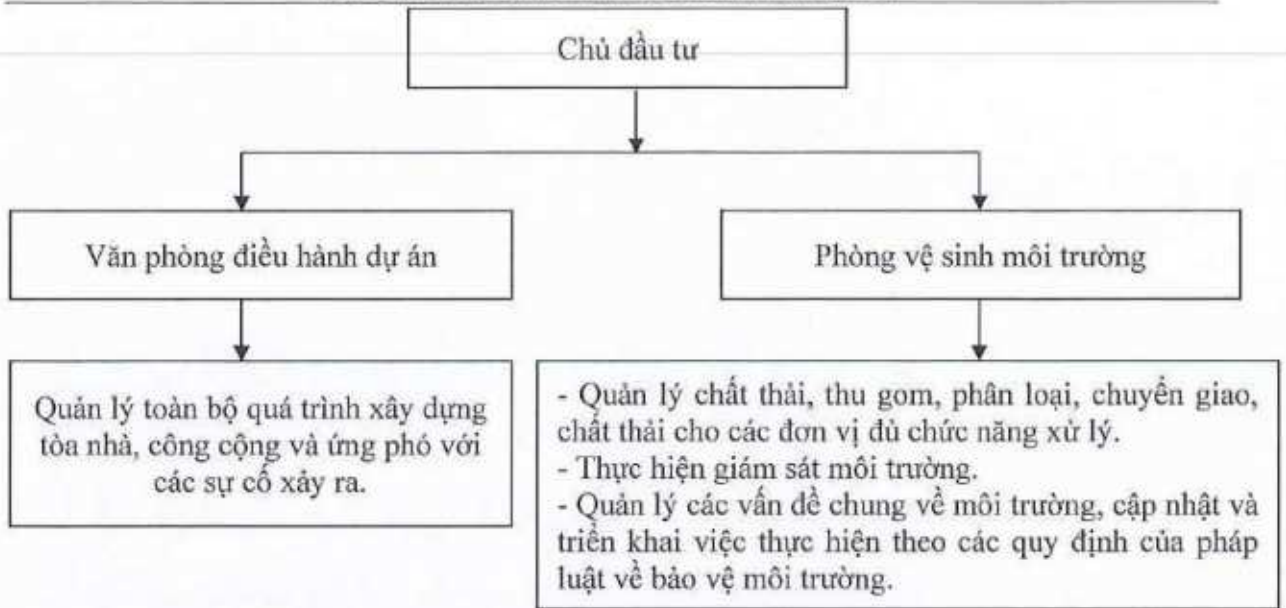 Chủ đầu tư
Văn phòng điều hành dự án
Phòng vệ sinh môi trường
Quản lý toàn bộ quá trình xây dựng
tòa nhà, công cộng và ứng phó với
các sự cố xảy ra.
- Quản lý chất thải, thu gom, phân loại, chuyển giao,
chất thải cho các đơn vị đủ chức năng xử lý.
- Thực hiện giám sát môi trường.
- Quản lý các vấn đề chung về môi trường, cập nhật và
triển khai việc thực hiện theo các quy định của pháp
luật về bảo vệ môi trường.